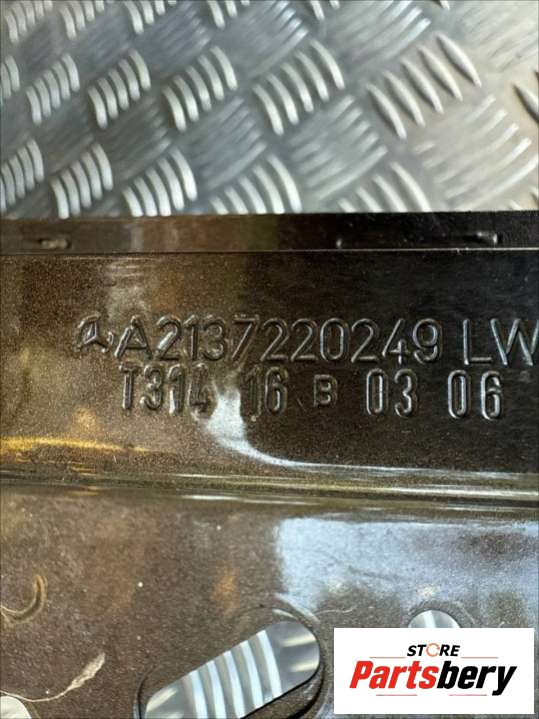 A2137220249 LW
T314 16 B 03 06
STORE
Partsbery